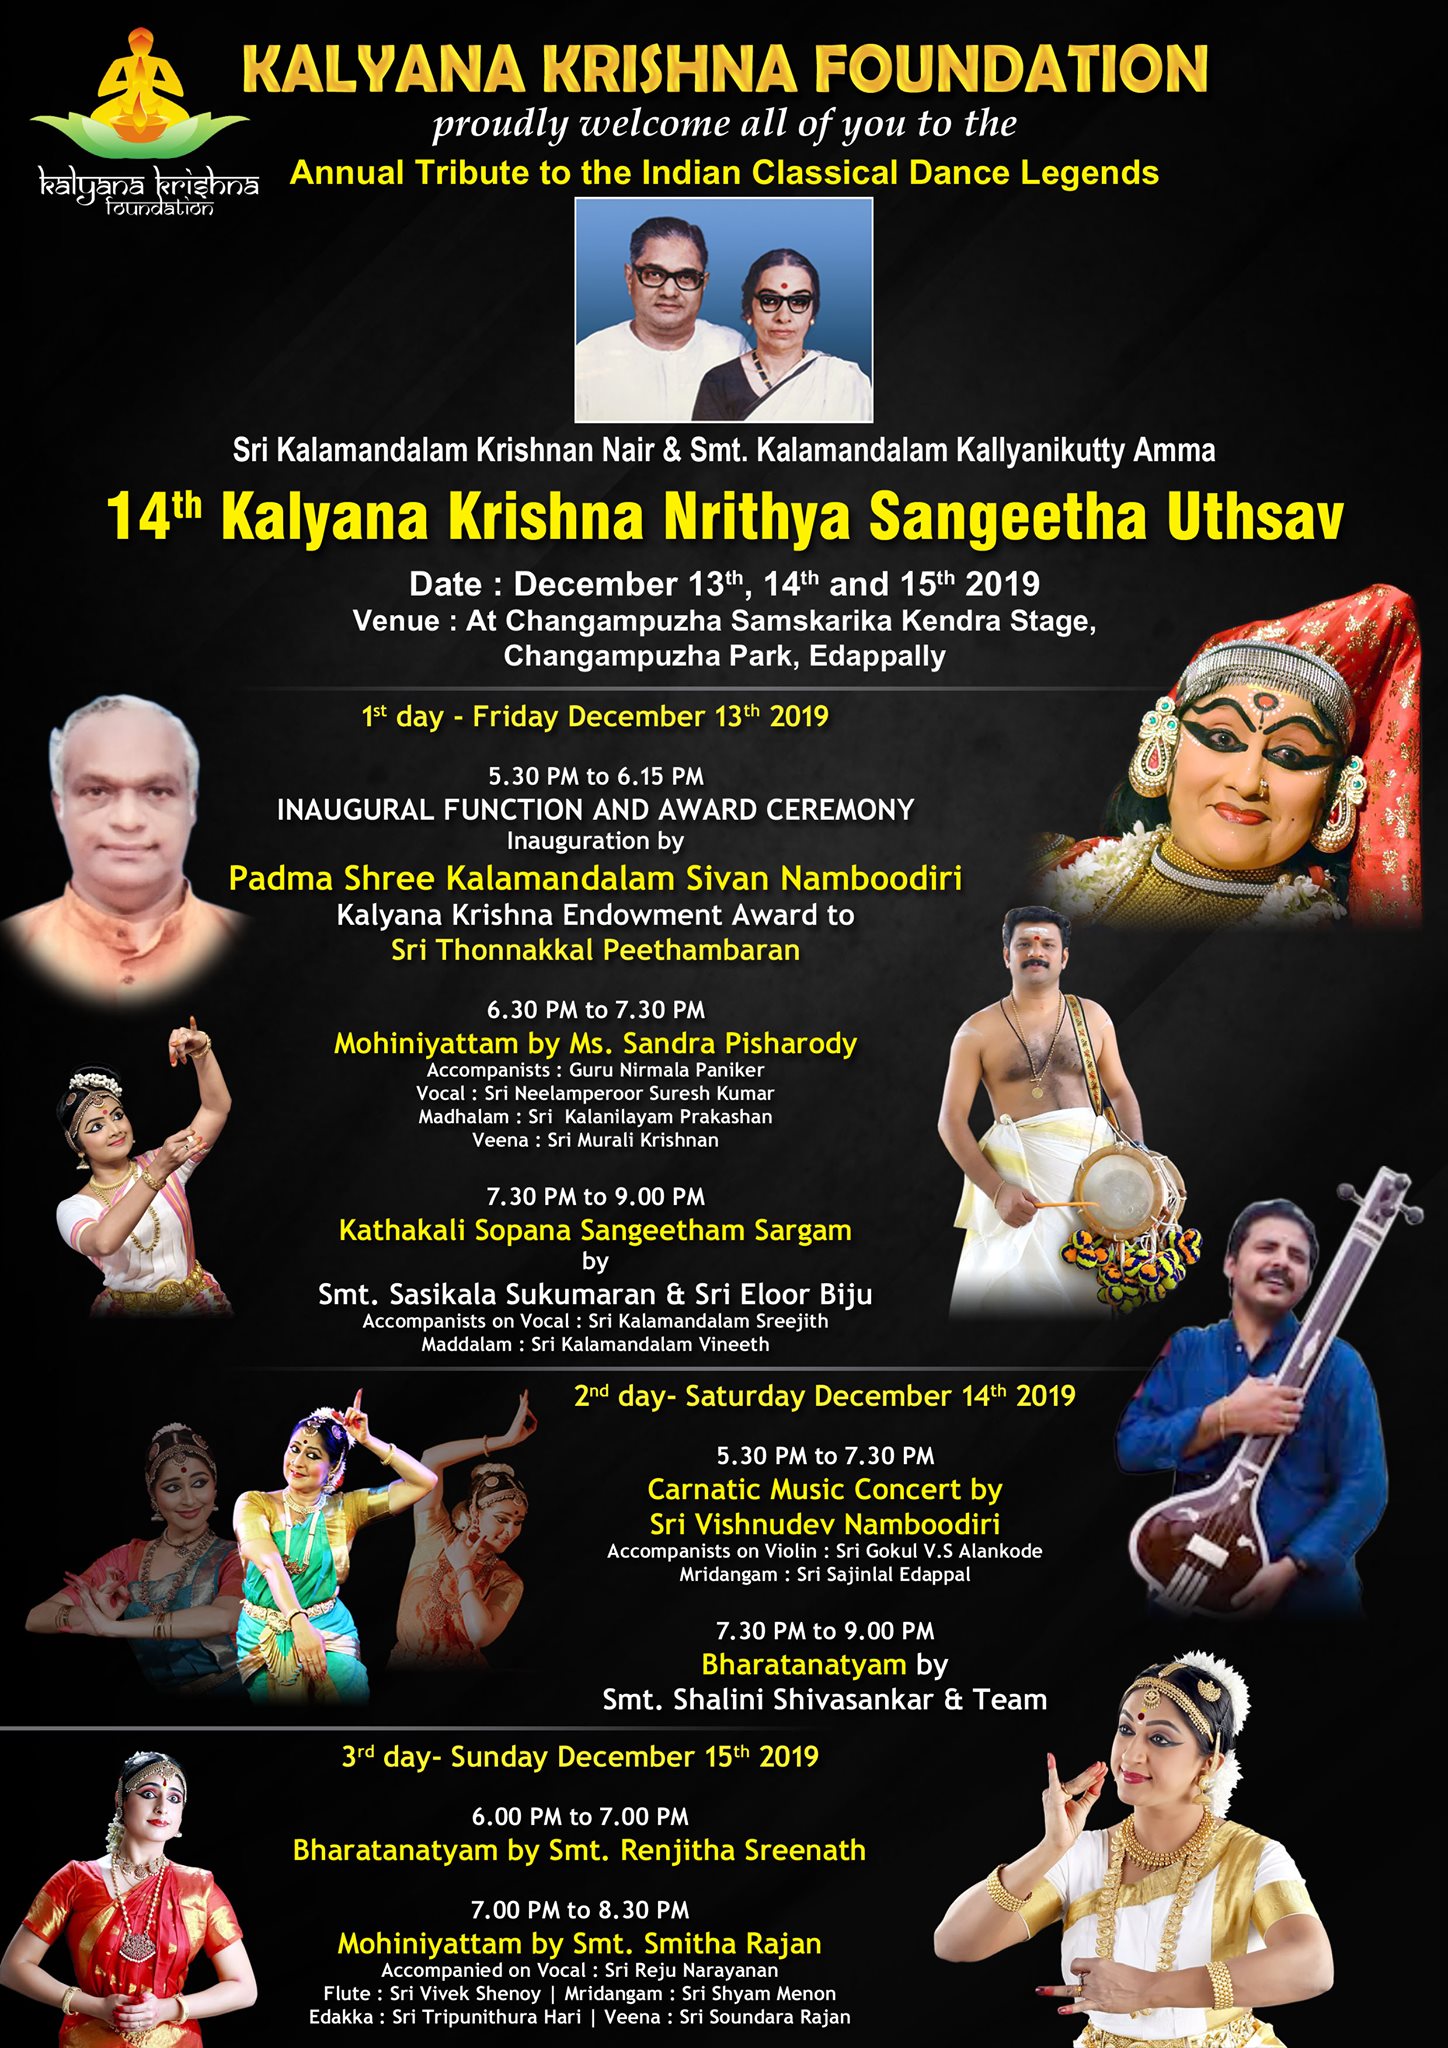 KALYANA KRISHNA FOUNDATION
proudly welcome all of you to the
Annual Tribute to the Indian Classical Dance Legends
kalyana krishna
foundation
Sri Kalamandalam Krishnan Nair & Smt. Kalamandalam Kallyanikutty Amma
14th Kalyana Krishna Nrithya Sangeetha Uthsav
Date : December 13th, 14th and 15th 2019
Venue : At Changampuzha Samskarika Kendra Stage,
Changampuzha Park, Edappally
1st day - Friday December 13th 2019
5.30 PM to 6.15 PM
INAUGURAL FUNCTION AND AWARD CEREMONY
Inauguration by
Padma Shree Kalamandalam Sivan Namboodiri
Kalyana Krishna Endowment Award to
Sri Thonnakkal Peethambaran
6.30 PM to 7.30 PM
Mohiniyattam by Ms. Sandra Pisharody
Accompanists : Guru Nirmala Paniker
Vocal : Sri Neelamperoor Suresh Kumar
Madhalam : Sri Kalanilayam Prakashan
Veena : Sri Murali Krishnan
7.30 PM to 9.00 PM
Kathakali Sopana Sangeetham Sargam
by
Smt. Sasikala Sukumaran & Sri Eloor Biju
Accompanists on Vocal : Sri Kalamandalam Sreejith
Maddalam : Sri Kalamandalam Vineeth
2nd day- Saturday December 14th 2019
5.30 PM to 7.30 PM
Carnatic Music Concert by
Sri Vishnudev Namboodiri
Accompanists on Violin : Sri Gokul V.S Alankode
Mridangam : Sri Sajinlal Edappal
7.30 PM to 9.00 PM
Bharatanatyam by
Smt. Shalini Shivasankar & Team
3rd day- Sunday December 15th 2019
6.00 PM to 7.00 PM
Bharatanatyam by Smt. Renjitha Sreenath
7.00 PM to 8.30 PM
Mohiniyattam by Smt. Smitha Rajan
Accompanied on Vocal : Sri Reju Narayanan
Flute : Sri Vivek Shenoy | Mridangam : Sri Shyam Menon
Edakka : Sri Tripunithura Hari | Veena : Sri Soundara Rajan